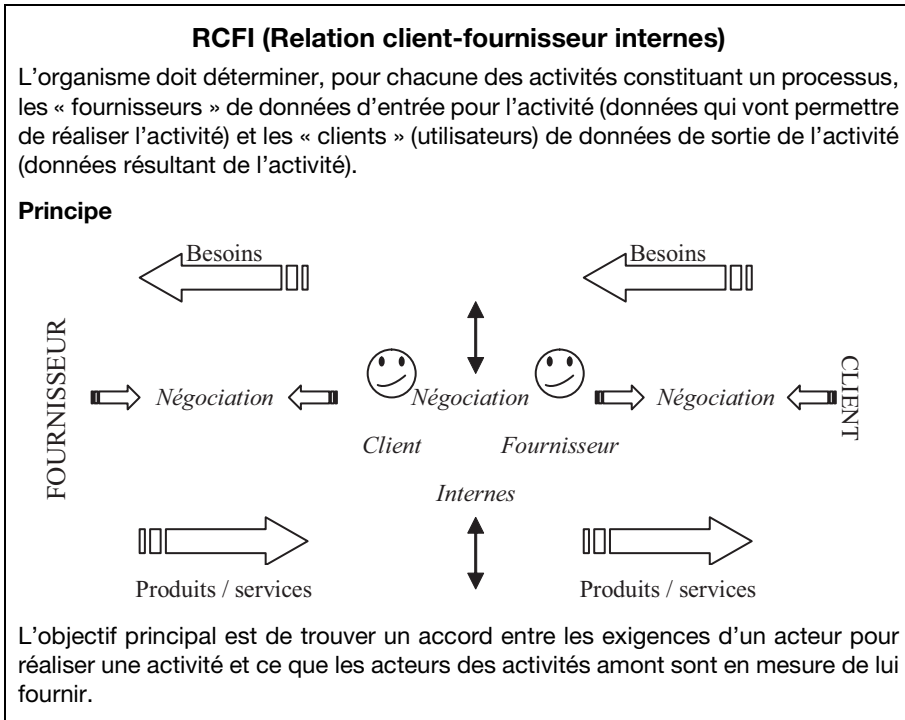 RCFI (Relation client-fournisseur internes)
L’organisme doit déterminer, pour chacune des activités constituant un processus,
les « fournisseurs » de données d’entrée pour l’activité (données qui vont permettre
de réaliser l’activité) et les « clients » (utilisateurs) de données de sortie de l’activité
(données résultant de l’activité).
Principe
Besoins
Besoins
FOURNISSEUR
Négociation
Négociation
Négociation
CLIENT
Client
Fournisseur
Internes
Produits / services
Produits / services
L’objectif principal est de trouver un accord entre les exigences d’un acteur pour
réaliser une activité et ce que les acteurs des activités amont sont en mesure de lui
fournir.